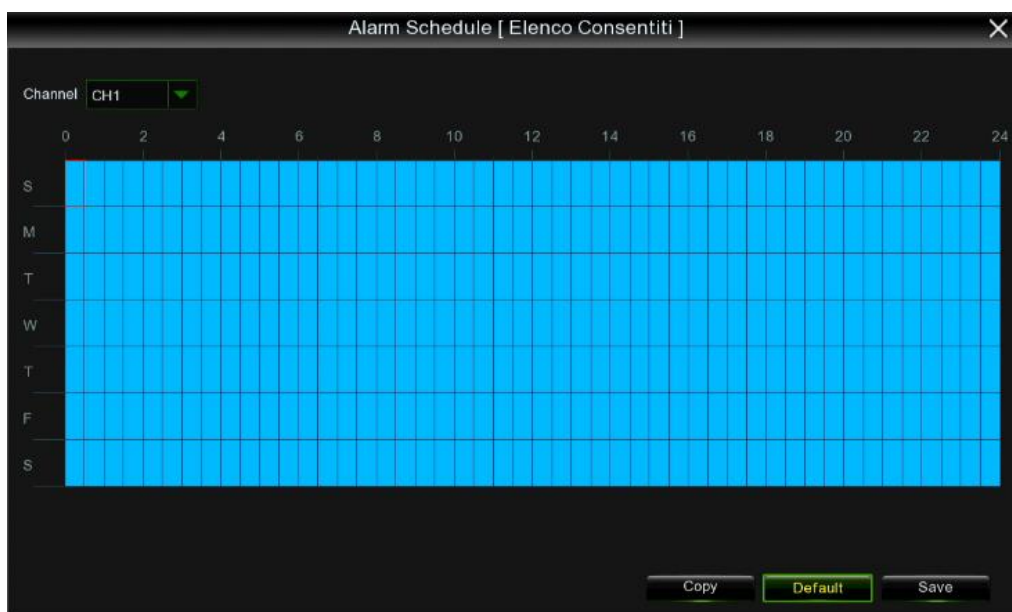 Alarm Schedule [ Elenco Consentiti ]
Channel CH1
0 2 4 6 8 10 12 14 16 18 20 22 24
S
M
T
W
T
F
S
Copy Default Save